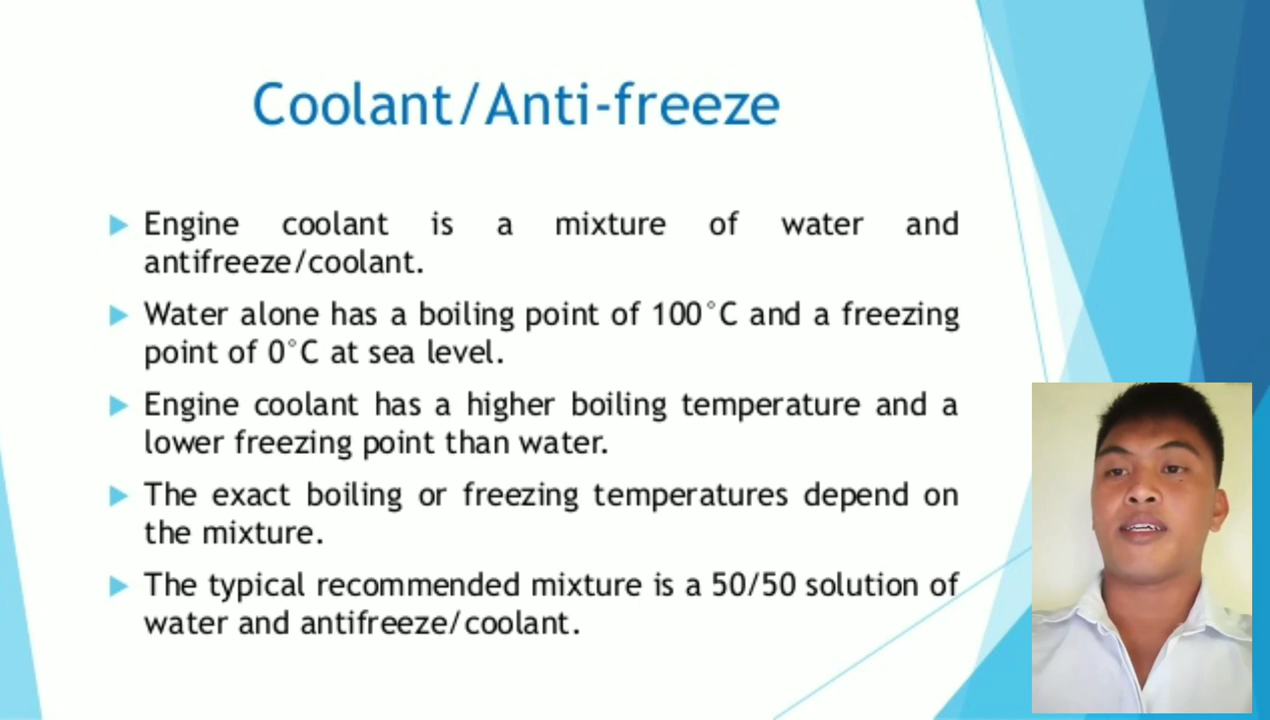 Coolant/Anti-freeze
Engine coolant is a mixture of water and
antifreeze/coolant.
Water alone has a boiling point of 100°C and a freezing
point of 0°C at sea level.
Engine coolant has a higher boiling temperature and a
lower freezing point than water.
The exact boiling or freezing temperatures depend on
the mixture.
The typical recommended mixture is a 50/50 solution of
water and antifreeze/coolant.